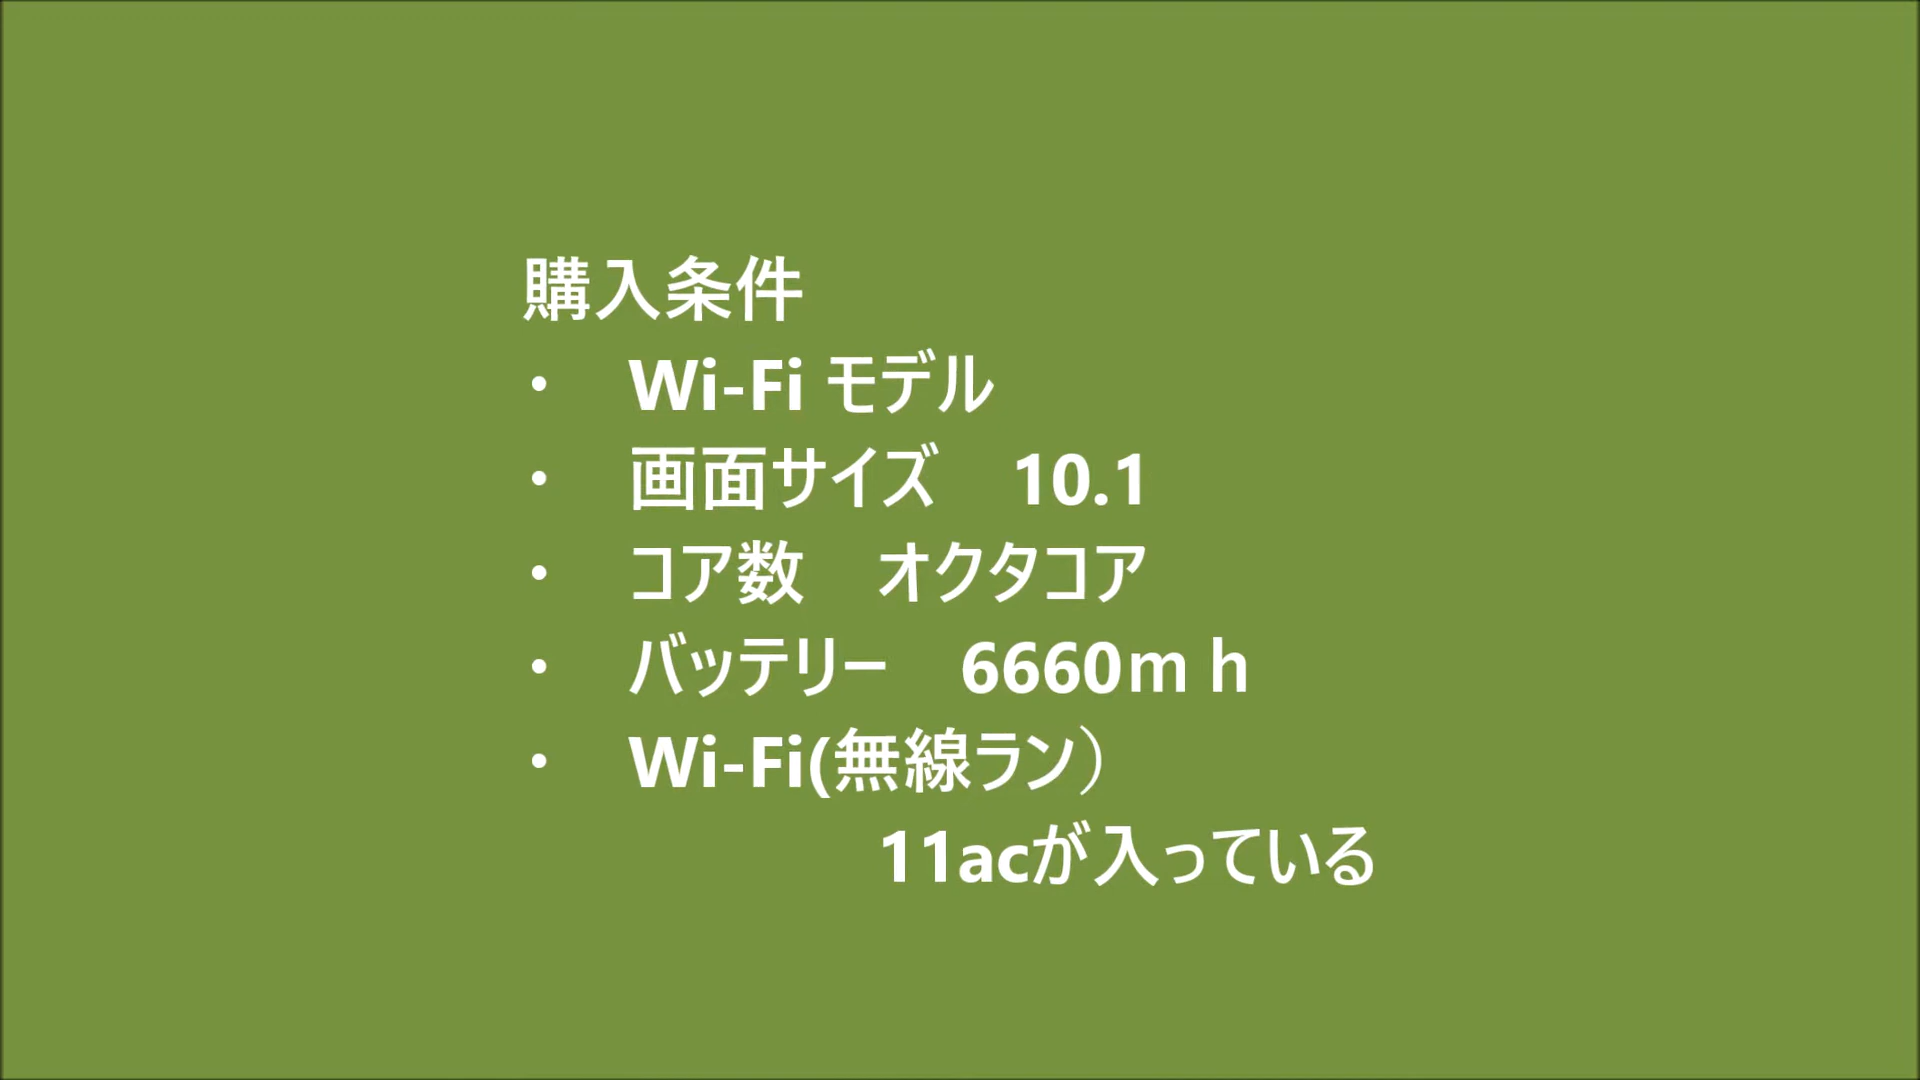 購入条件
・ Wi-Fi モデル
・ 画面サイズ　10.1
・ コア数　オクタコア
・ バッテリー　6660ｍｈ
・ Wi-Fi(無線ラン）
11acが入っている